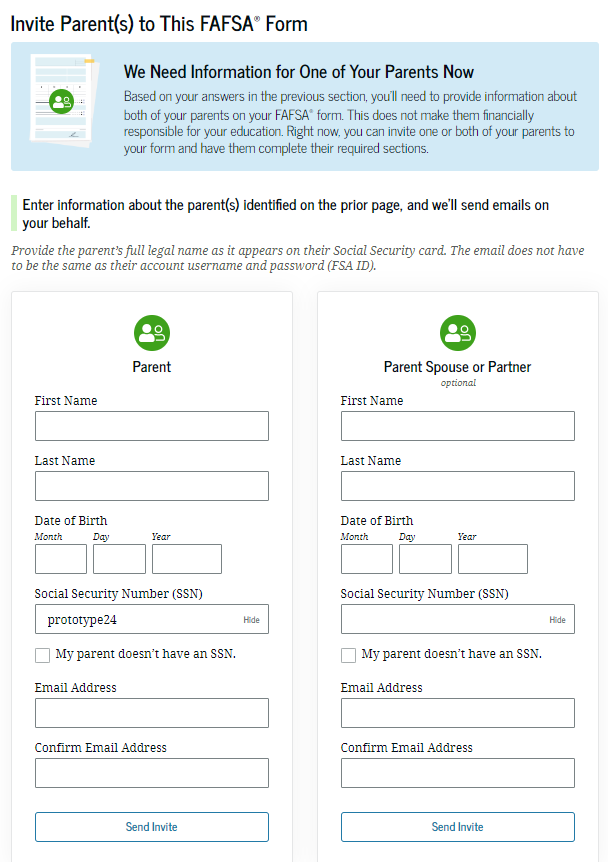 Invite Parent(s) to This FAFSA® Form
We Need Information for One of Your Parents Now
Based on your answers in the previous section, you'll need to provide information about
both of your parents on your FAFSA® form. This does not make them financially
responsible for your education. Right now, you can invite one or both of your parents to
your form and have them complete their required sections.
Enter information about the parent(s) identified on the prior page, and we'll send emails on
your behalf.
Provide the parent's full legal name as it appears on their Social Security card. The email does not have
to be the same as their account username and password (FSA ID).
Parent
First Name
Last Name
Date of Birth
Month Day Year
Social Security Number (SSN)
prototype24 Hide
My parent doesn't have an SSN.
Email Address
Confirm Email Address
Send Invite
Parent Spouse or Partner
optional
First Name
Last Name
Date of Birth
Month Day Year
Social Security Number (SSN)
Hide
My parent doesn't have an SSN.
Email Address
Confirm Email Address
Send Invite